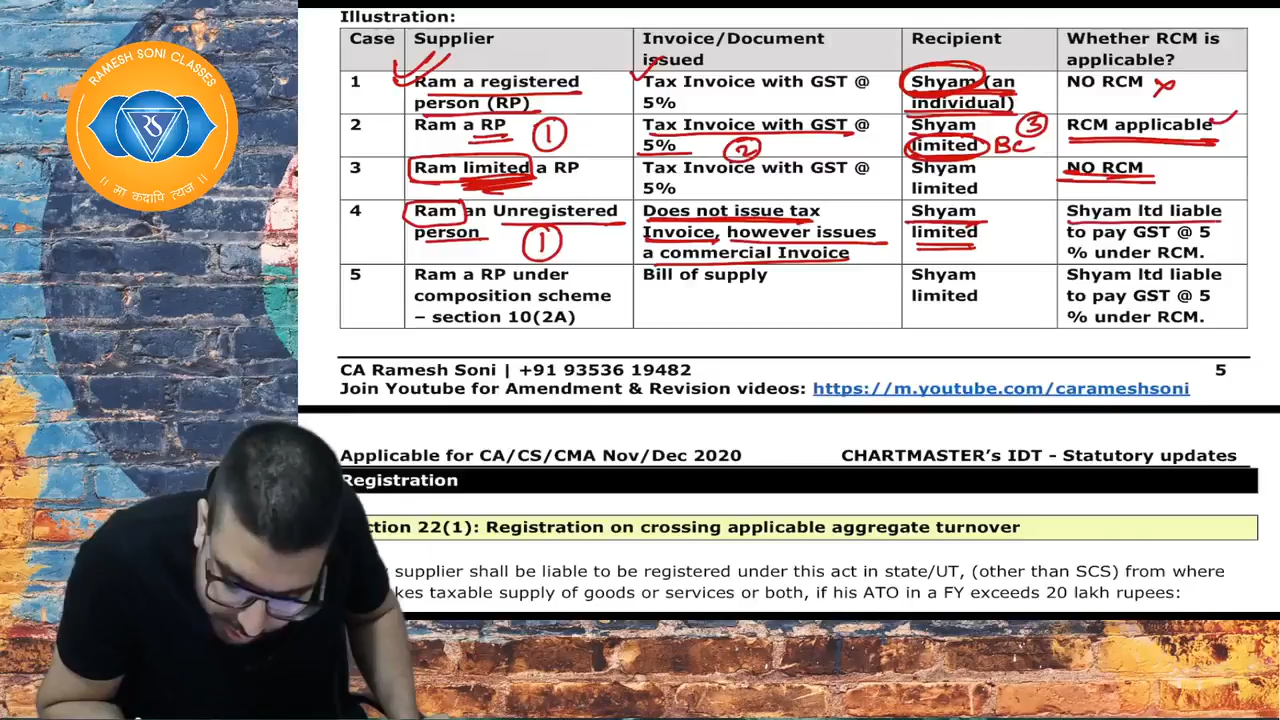 RAMESH SONI CLASSES
RS
|| मा कदापि त्यज ||
Illustration:
Case Supplier Invoice/Document issued Recipient Whether RCM is applicable?
1 Ram a registered person (RP) Tax Invoice with GST @ 5% Shyam (an individual) NO RCM
2 Ram a RP ① Tax Invoice with GST @ 5% ② Shyam limited ③ BC RCM applicable
3 Ram limited a RP Tax Invoice with GST @ 5% Shyam limited NO RCM
4 Ram an Unregistered person ① Does not issue tax Invoice, however issues a commercial Invoice Shyam limited Shyam ltd liable to pay GST @ 5 % under RCM.
5 Ram a RP under composition scheme – section 10(2A) Bill of supply Shyam limited Shyam ltd liable to pay GST @ 5 % under RCM.
CA Ramesh Soni | +91 93536 19482 5
Join Youtube for Amendment & Revision videos: https://m.youtube.com/carameshsoni
Applicable for CA/CS/CMA Nov/Dec 2020 CHARTMASTER's IDT - Statutory updates
Registration
ction 22(1): Registration on crossing applicable aggregate turnover
supplier shall be liable to be registered under this act in state/UT, (other than SCS) from where
kes taxable supply of goods or services or both, if his ATO in a FY exceeds 20 lakh rupees: